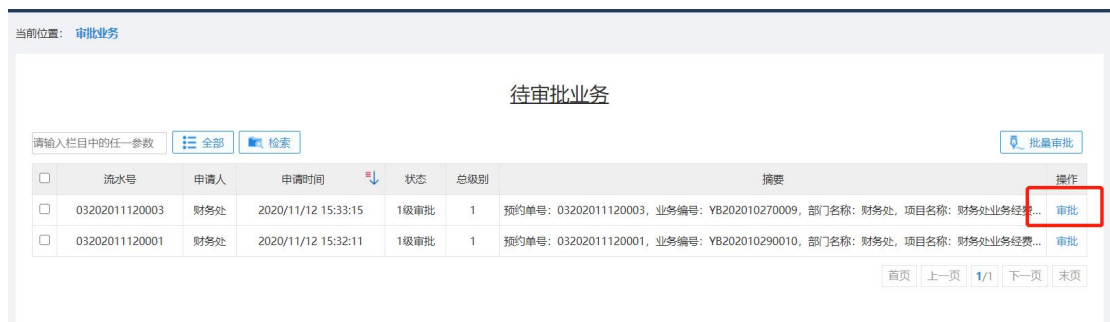 当前位置： 审批业务
待审批业务
请输入栏目中的任一参数 全部 检索 批量审批
流水号 申请人 申请时间 状态 总级别 摘要 操作
03202011120003 财务处 2020/11/12 15:33:15 1级审批 1 预约单号：03202011120003，业务编号：YB202010270009，部门名称：财务处，项目名称：财务处业务经费... 审批
03202011120001 财务处 2020/11/12 15:32:11 1级审批 1 预约单号：03202011120001，业务编号：YB202010290010，部门名称：财务处，项目名称：财务处业务经费... 审批
首页 上一页 1/1 下一页 末页